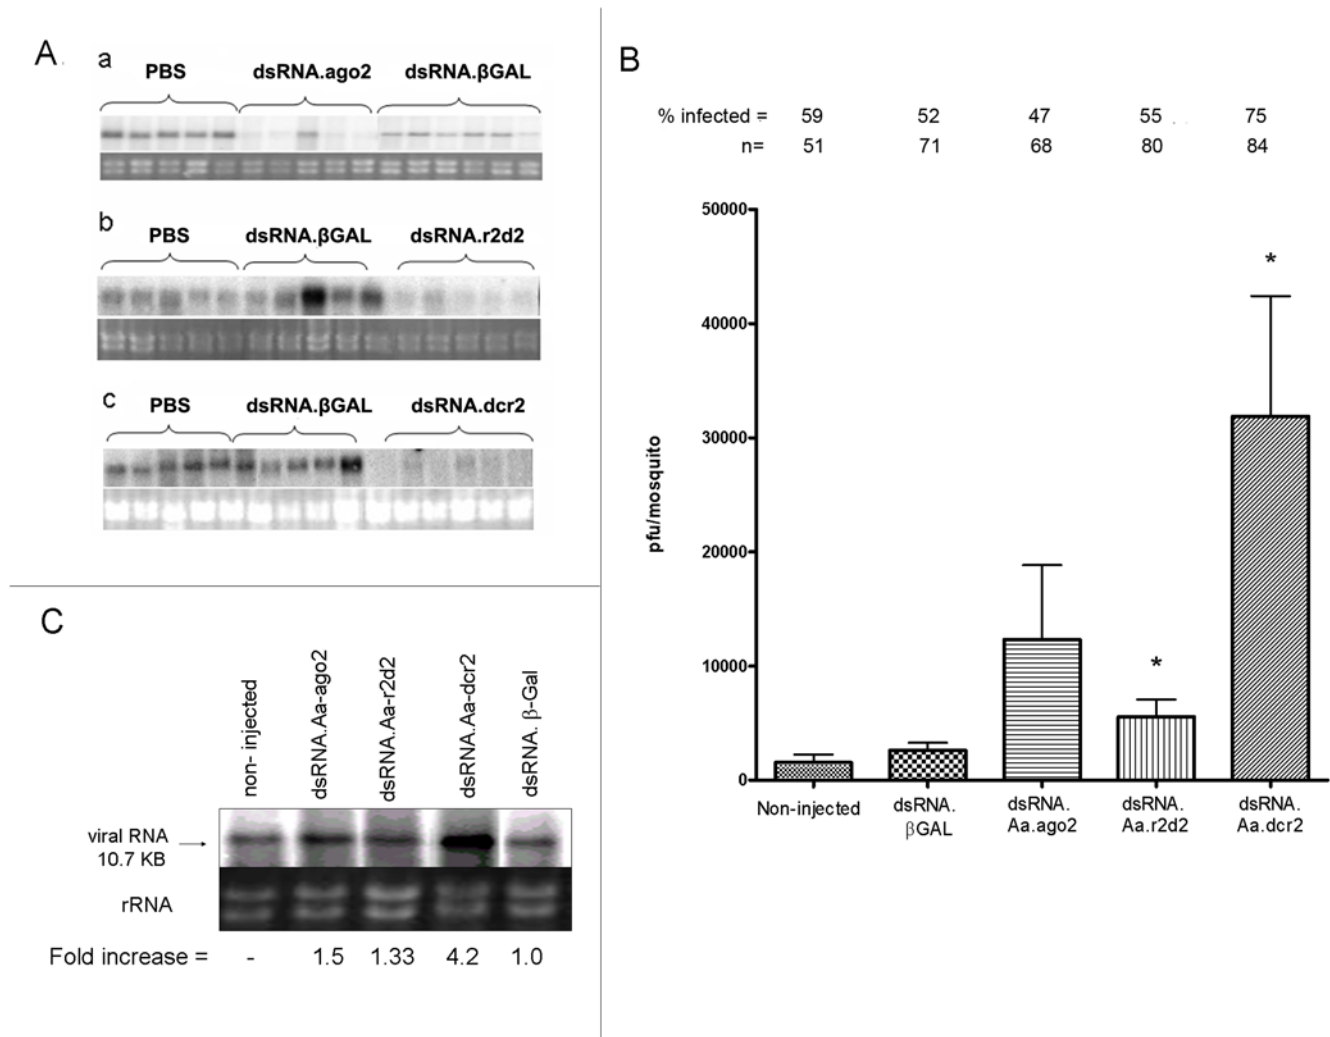 A
a
PBS dsRNA.ago2 dsRNA.βGAL
b
PBS dsRNA.βGAL dsRNA.r2d2
c
PBS dsRNA.βGAL dsRNA.dcr2
B
% infected = 59 52 47 55 75
n= 51 71 68 80 84
50000
40000
30000
20000
10000
0
pfu/mosquito
*
*
Non-injected
dsRNA.
βGAL
dsRNA.
Aa.ago2
dsRNA.
Aa.r2d2
dsRNA.
Aa.dcr2
C
non- injected
dsRNA.Aa-ago2
dsRNA.Aa-r2d2
dsRNA.Aa-dcr2
dsRNA. β-Gal
viral RNA
10.7 KB
rRNA
Fold increase = - 1.5 1.33 4.2 1.0